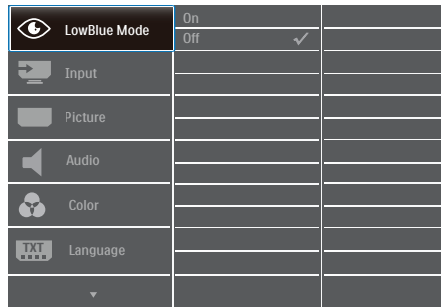 LowBlue Mode
On
Off
Input
Picture
Audio
Color
TXT
Language